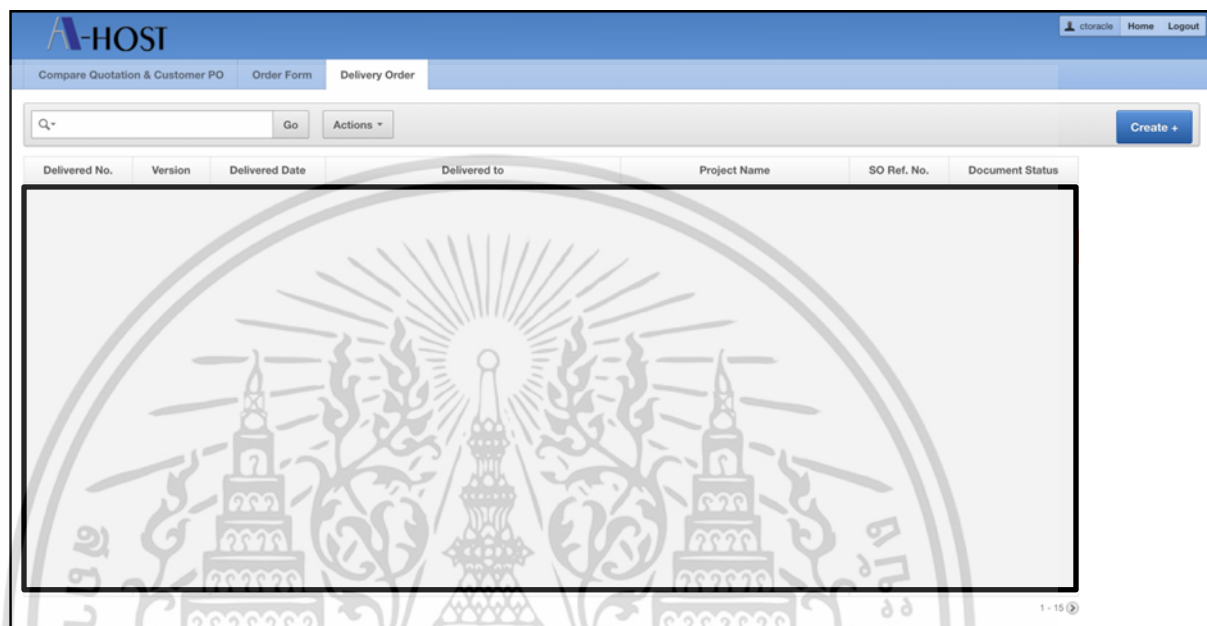 A-HOST
ctoracle Home Logout
Compare Quotation & Customer PO Order Form Delivery Order
Go Actions Create +
Delivered No. Version Delivered Date Delivered to Project Name SO Ref. No. Document Status
1 - 15